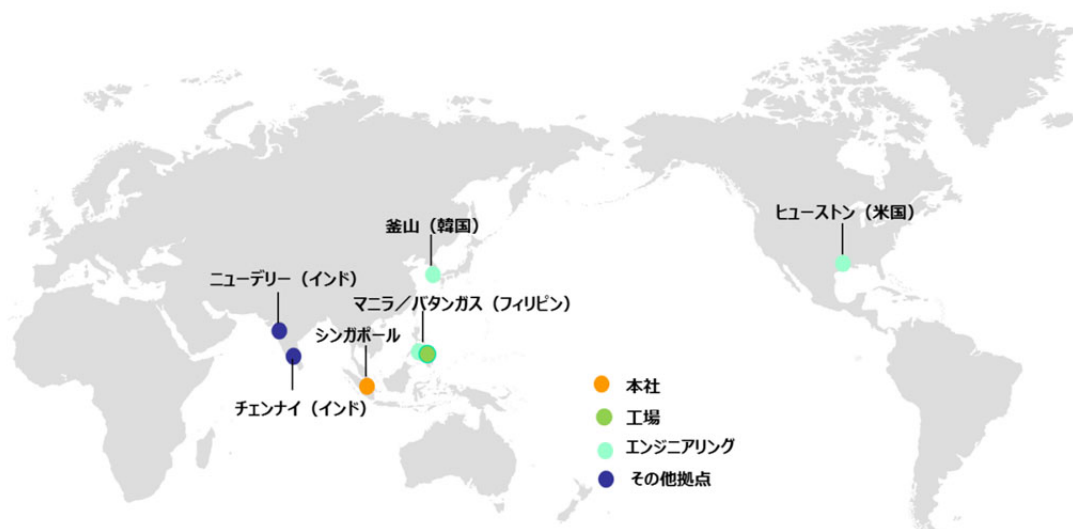 釜山（韓国）
ヒューストン（米国）
ニューデリー（インド）
マニラ／バタンガス（フィリピン）
シンガポール
チェンナイ（インド）
本社
工場
エンジニアリング
その他拠点